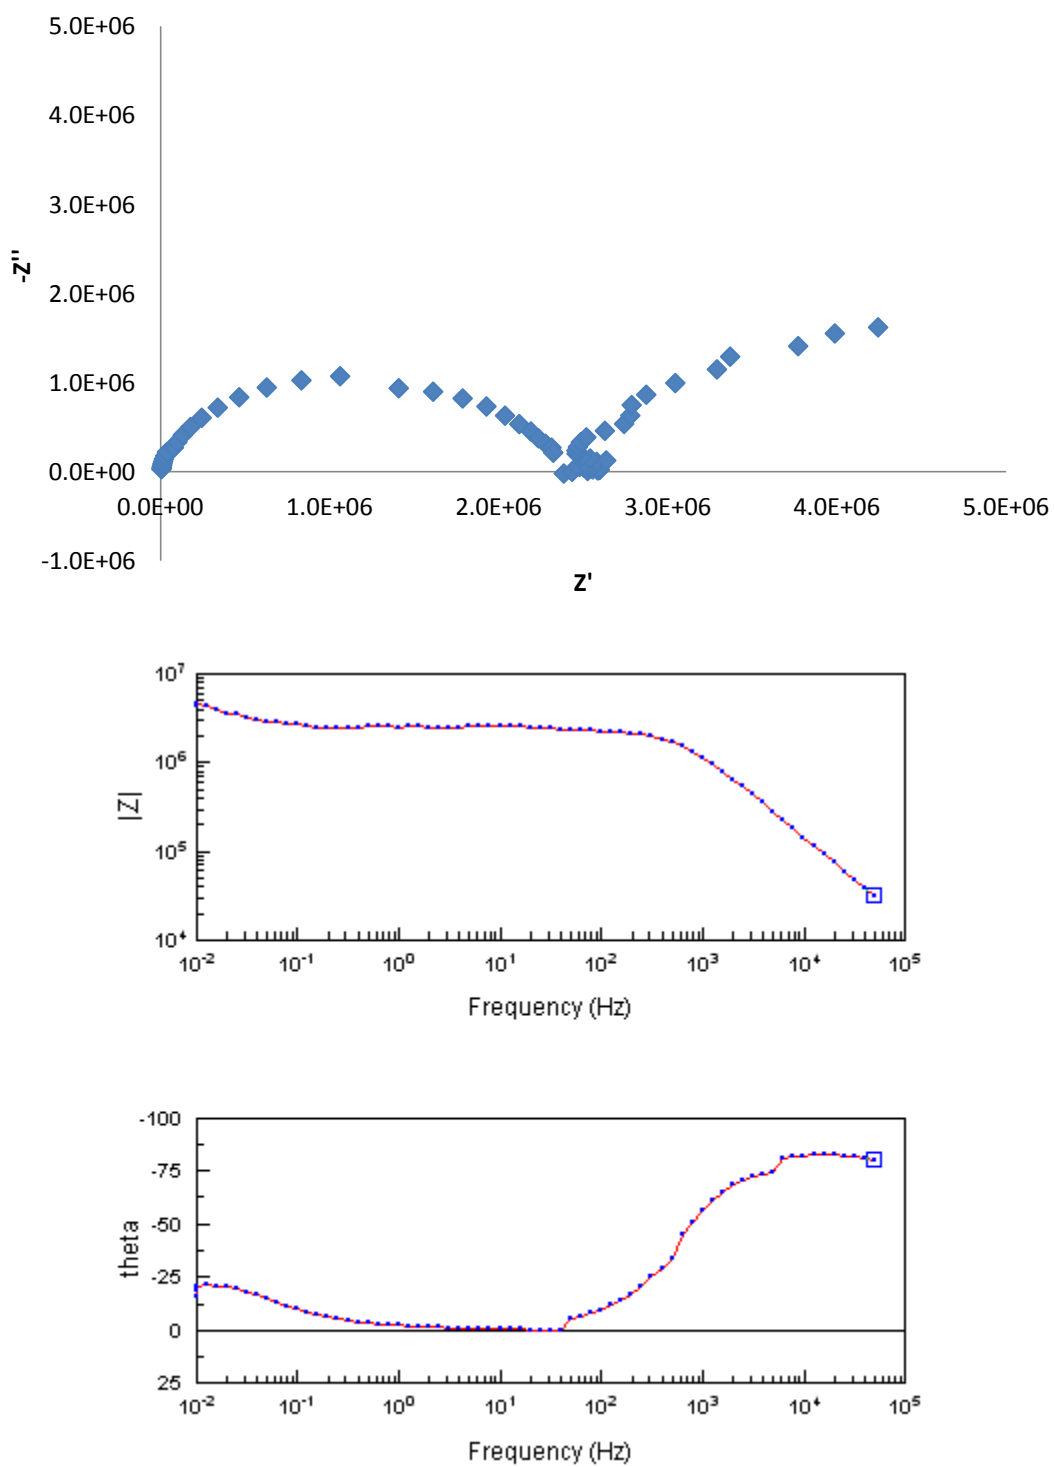 5.0E+06
4.0E+06
3.0E+06
2.0E+06
1.0E+06
0.0E+00
-1.0E+06
-Z''
0.0E+00 1.0E+06 2.0E+06 3.0E+06 4.0E+06 5.0E+06
Z'
10⁷
10⁶
10⁵
10⁴
|Z|
10⁻² 10⁻¹ 10⁰ 10¹ 10² 10³ 10⁴ 10⁵
Frequency (Hz)
-100
-75
-50
-25
0
25
theta
10⁻² 10⁻¹ 10⁰ 10¹ 10² 10³ 10⁴ 10⁵
Frequency (Hz)